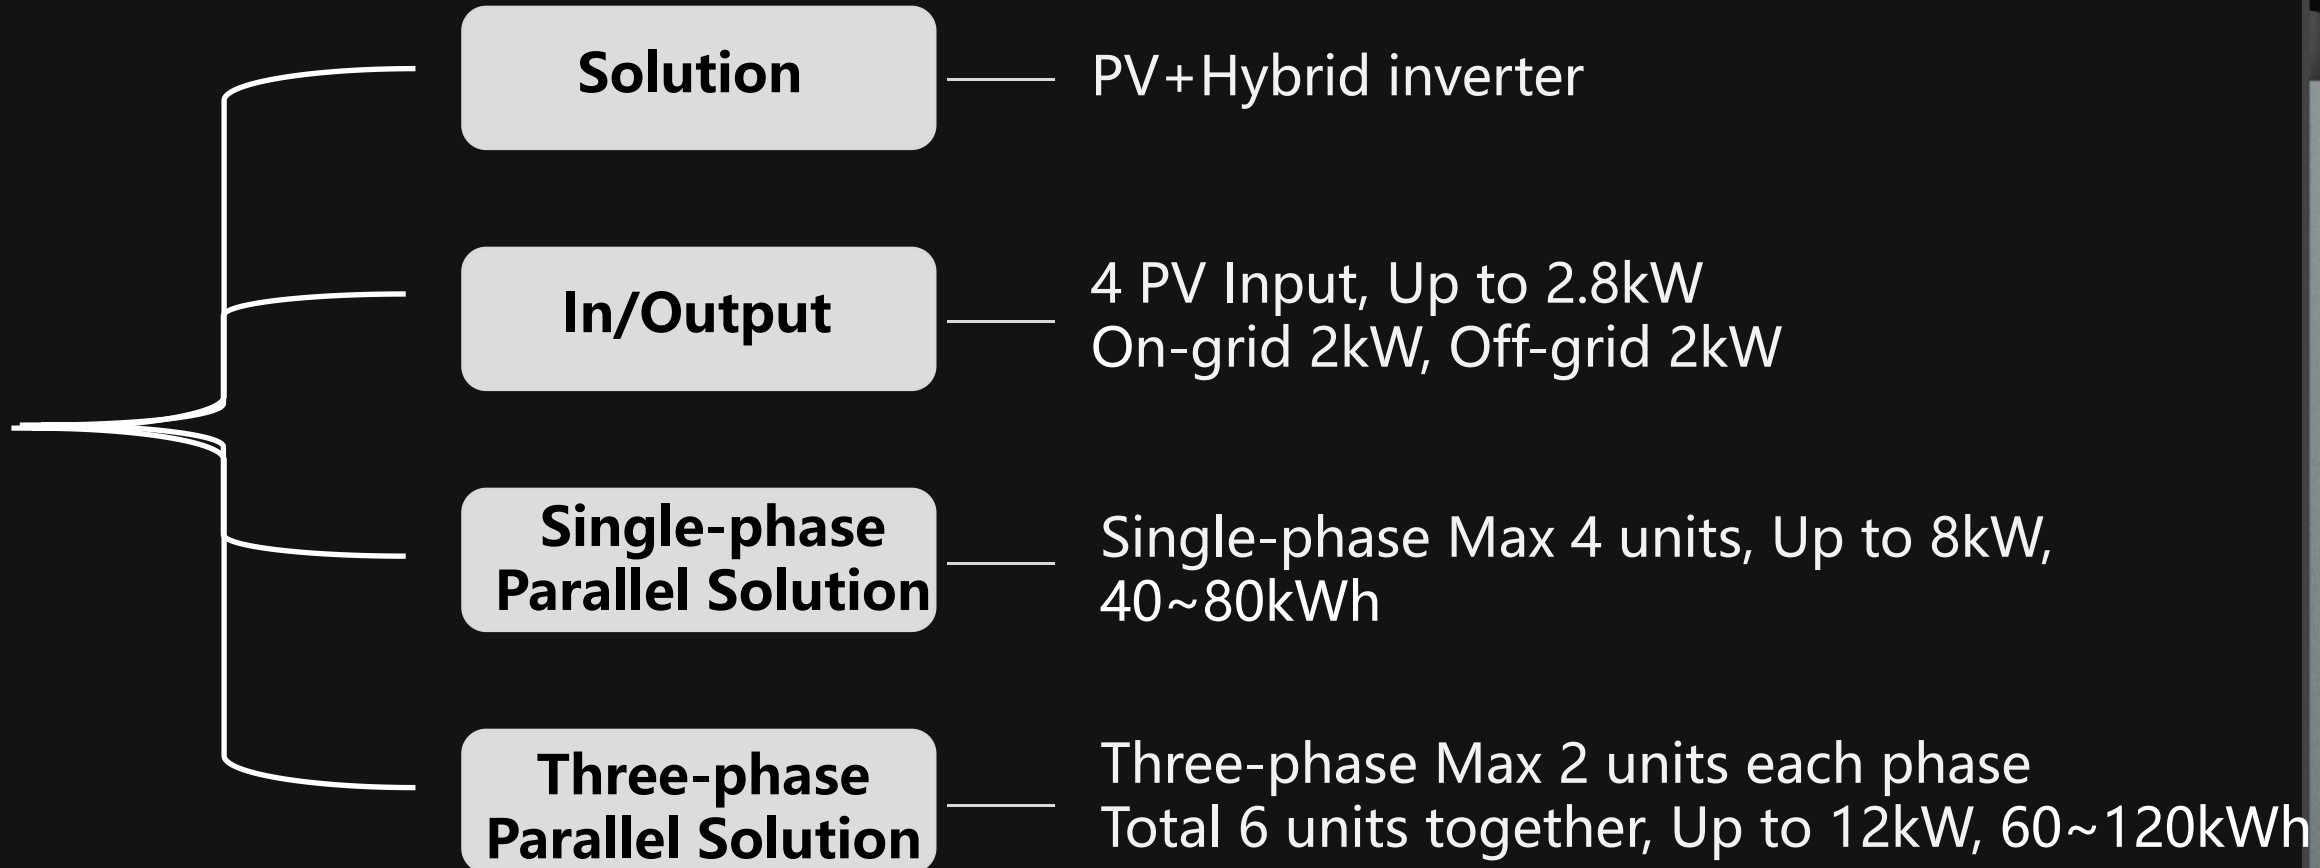 Solution
PV+Hybrid inverter
In/Output
4 PV Input, Up to 2.8kW
On-grid 2kW, Off-grid 2kW
Single-phase
Parallel Solution
Single-phase Max 4 units, Up to 8kW,
40~80kWh
Three-phase
Parallel Solution
Three-phase Max 2 units each phase
Total 6 units together, Up to 12kW, 60~120kWh